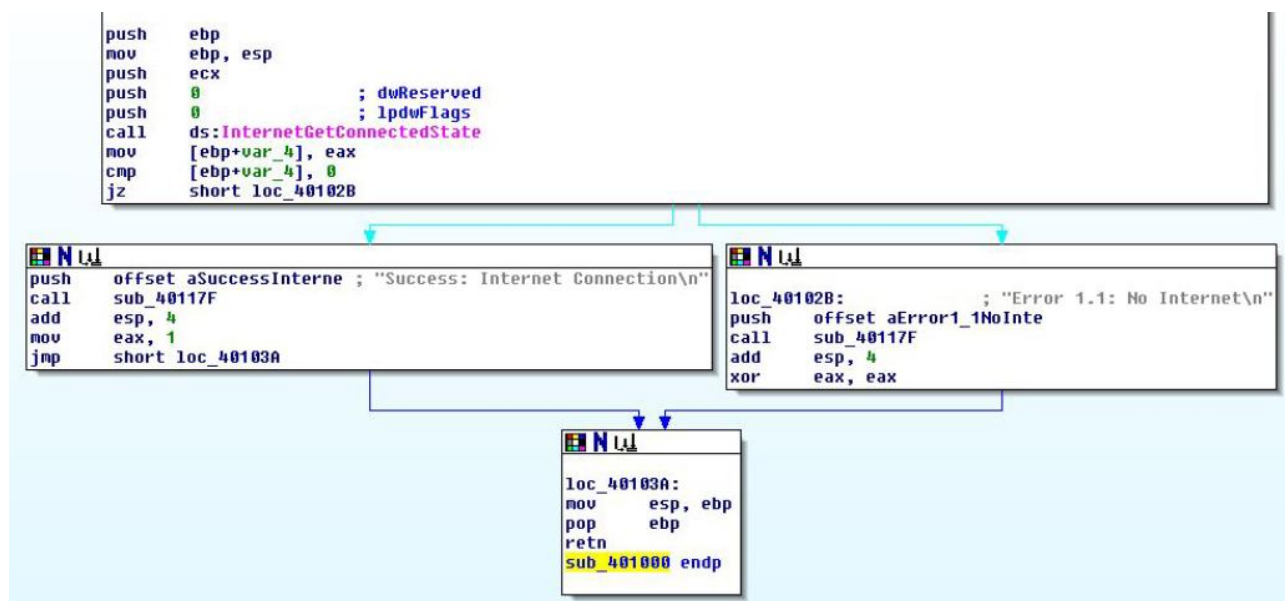 push ebp
mov ebp, esp
push ecx
push 0 ; dwReserved
push 0 ; lpdwFlags
call ds:InternetGetConnectedState
mov [ebp+var_4], eax
cmp [ebp+var_4], 0
jz short loc_40102B
N
push offset aSuccessInterne ; "Success: Internet Connection\n"
call sub_40117F
add esp, 4
mov eax, 1
jmp short loc_40103A
N
loc_40102B: ; "Error 1.1: No Internet\n"
push offset aError1_1NoInte
call sub_40117F
add esp, 4
xor eax, eax
N
loc_40103A:
mov esp, ebp
pop ebp
retn
sub_401000 endp